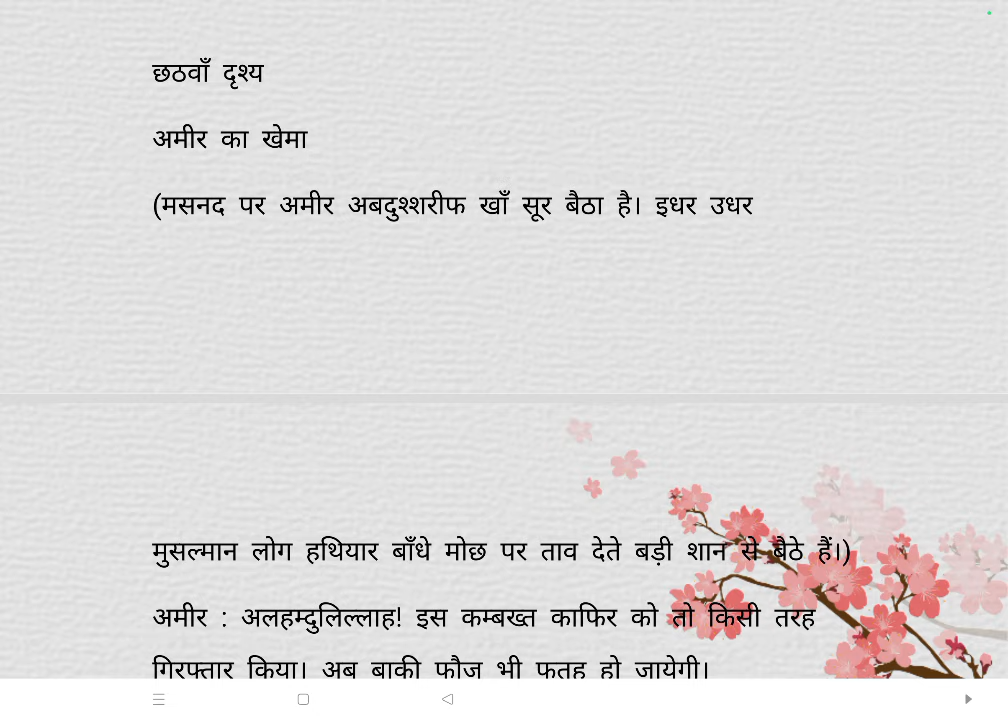 छठवाँ दृश्य
अमीर का खेमा
(मसनद पर अमीर अबदुश्शरीफ खाँ सूर बैठा है। इधर उधर
मुसल्मान लोग हथियार बाँधे मोछ पर ताव देते बड़ी शान से बैठे हैं।)
अमीर : अलहम्दुलिल्लाह! इस कम्बख्त काफिर को तो किसी तरह
गिरफ्तार किया। अब बाकी फौज भी फतह हो जायेगी।